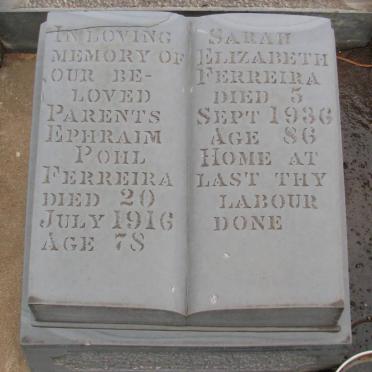 IN LOVING
MEMORY OF
OUR BE-
LOVED
PARENTS
EPHRAIM
POHL
FERREIRA
DIED 20
JULY 1916
AGE 78
SARAH
ELIZABETH
FERREIRA
DIED 5
SEPT 1936
AGE 86
HOME AT
LAST THY
LABOUR
DONE